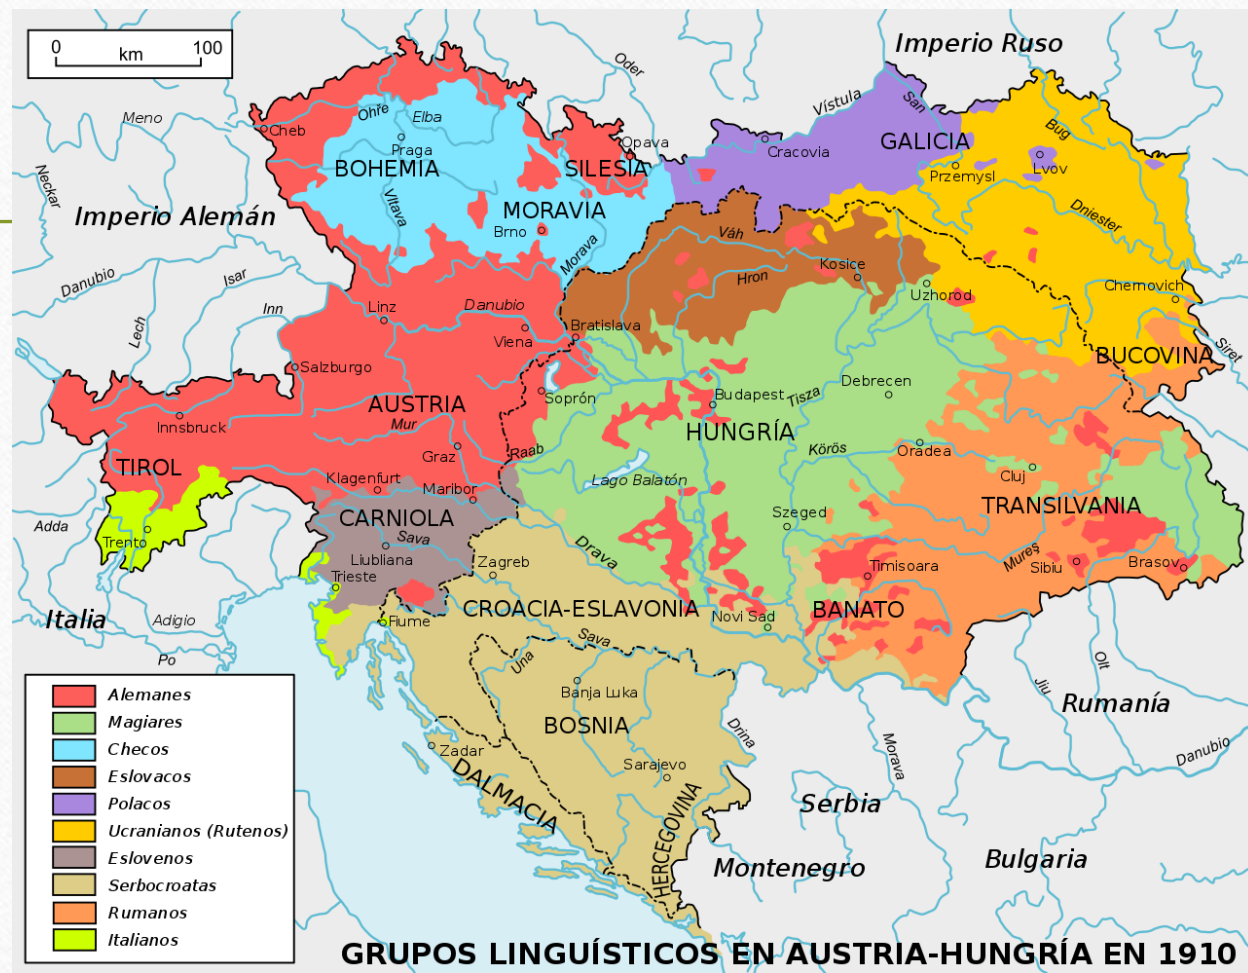 0 100
km
Imperio Ruso
Oder
Vístula
San
Bug
Meno
Ohře
Elba
Cheb
Praga
Opava
Cracovia
GALICIA
BOHEMIA
SILESIA
Przemysl
Lvov
Neckar
Vltava
MORAVIA
Brno
Imperio Alemán
Dniester
Váh
Morava
Kosice
Hron
Danubio
Isar
Inn
Lech
Linz
Danubio
Uzhorod
Chernovich
Bratislava
Viena
Siret
BUCOVINA
Salzburgo
Soprón
Debrecen
Budapest
Tisza
AUSTRIA
Innsbruck
Mur
HUNGRÍA
Graz
Raab
Körös
Oradea
TIROL
Klagenfurt
Maribor
Lago Balatón
Cluj
TRANSILVANIA
CARNIOLA
Szeged
Adda
Trento
Sava
Drava
Liubliana
Zagreb
Mureș
Sibiu
Brasov
Timisoara
Trieste
CROACIA-ESLAVONIA
BANATO
Italia
Adigio
Fiume
Novi Sad
Po
Sava
Una
Olt
Jiu
Banja Luka
Rumanía
BOSNIA
Drina
Zadar
Morava
Danubio
Sarajevo
DALMACIA
HERCEGOVINA
Serbia
Montenegro
Bulgaria
Alemanes
Magiares
Checos
Eslovacos
Polacos
Ucranianos (Rutenos)
Eslovenos
Serbocroatas
Rumanos
Italianos
GRUPOS LINGUÍSTICOS EN AUSTRIA-HUNGRÍA EN 1910